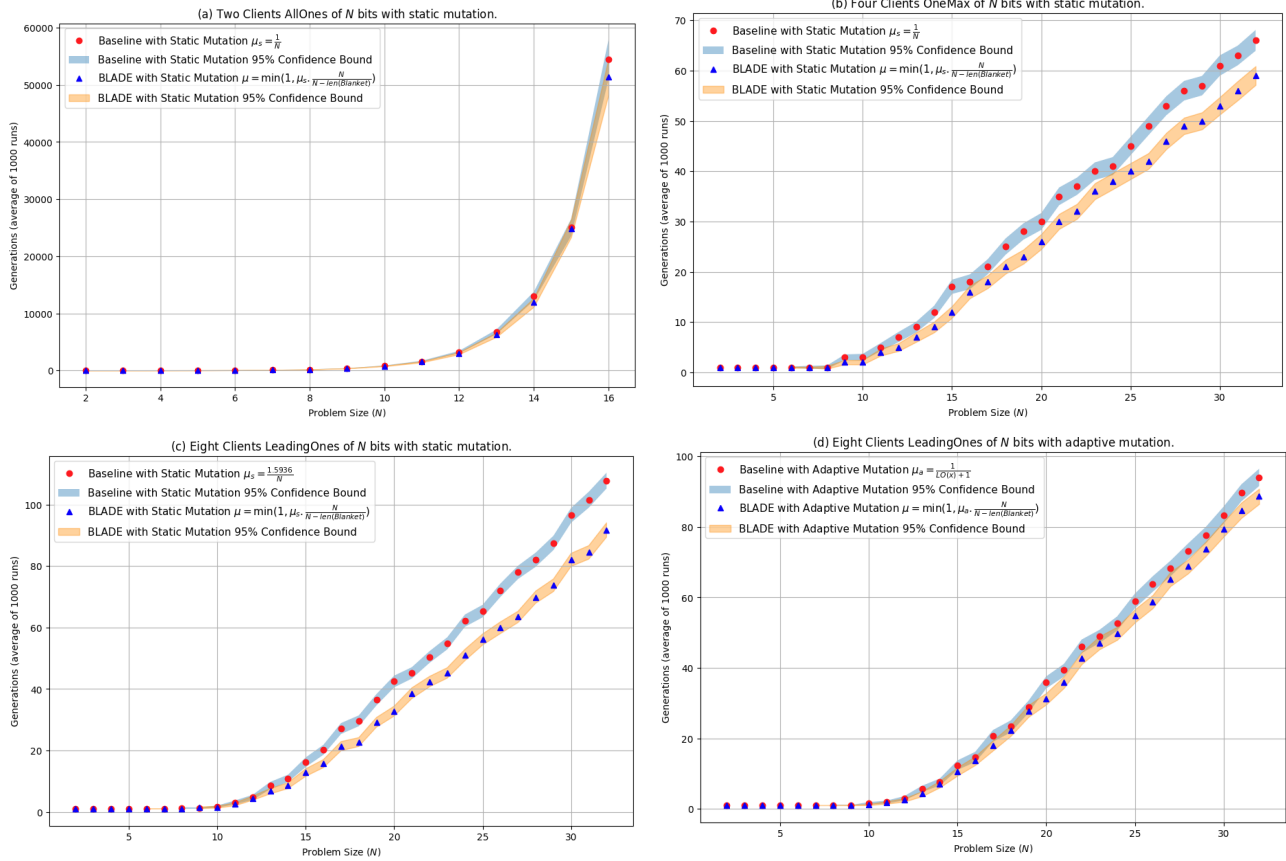 (a) Two Clients AllOnes of N bits with static mutation.
Baseline with Static Mutation μ_s = 1/N
Baseline with Static Mutation 95% Confidence Bound
BLADE with Static Mutation μ = min(1, μ_s. N/(N−len(Blanket)))
BLADE with Static Mutation 95% Confidence Bound
Generations (average of 1000 runs)
60000
50000
40000
30000
20000
10000
0
2 4 6 8 10 12 14 16
Problem Size (N)
(b) Four Clients OneMax of N bits with static mutation.
Baseline with Static Mutation μ_s = 1/N
Baseline with Static Mutation 95% Confidence Bound
BLADE with Static Mutation μ = min(1, μ_s. N/(N−len(Blanket)))
BLADE with Static Mutation 95% Confidence Bound
Generations (average of 1000 runs)
70
60
50
40
30
20
10
0
5 10 15 20 25 30
Problem Size (N)
(c) Eight Clients LeadingOnes of N bits with static mutation.
Baseline with Static Mutation μ_s = 1.5936/N
Baseline with Static Mutation 95% Confidence Bound
BLADE with Static Mutation μ = min(1, μ_s. N/(N−len(Blanket)))
BLADE with Static Mutation 95% Confidence Bound
Generations (average of 1000 runs)
100
80
60
40
20
0
5 10 15 20 25 30
Problem Size (N)
(d) Eight Clients LeadingOnes of N bits with adaptive mutation.
Baseline with Adaptive Mutation μ_a = 1/(LO(x)+1)
Baseline with Adaptive Mutation 95% Confidence Bound
BLADE with Adaptive Mutation μ = min(1, μ_a. N/(N−len(Blanket)))
BLADE with Adaptive Mutation 95% Confidence Bound
Generations (average of 1000 runs)
100
80
60
40
20
0
5 10 15 20 25 30
Problem Size (N)